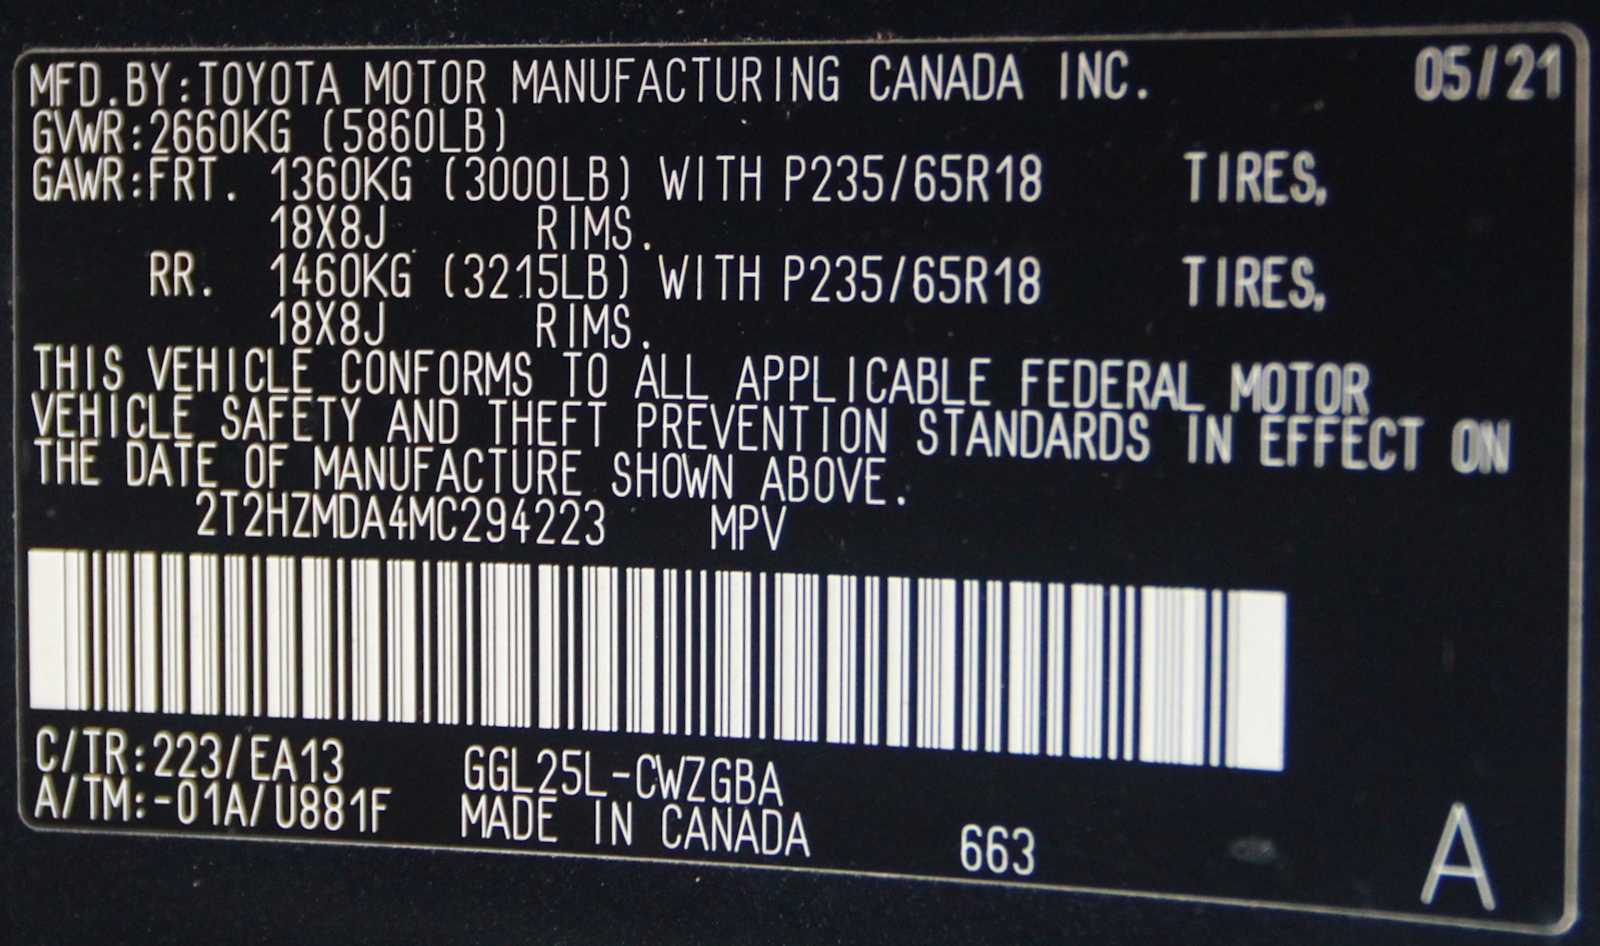 MFD.BY:TOYOTA MOTOR MANUFACTURING CANADA INC. 05/21
GVWR:2660KG (5860LB)
GAWR:FRT. 1360KG (3000LB) WITH P235/65R18 TIRES,
18X8J RIMS.
RR. 1460KG (3215LB) WITH P235/65R18 TIRES,
18X8J RIMS.
THIS VEHICLE CONFORMS TO ALL APPLICABLE FEDERAL MOTOR
VEHICLE SAFETY AND THEFT PREVENTION STANDARDS IN EFFECT ON
THE DATE OF MANUFACTURE SHOWN ABOVE.
2T2HZMDA4MC294223 MPV
C/TR:223/EA13 GGL25L-CWZGBA
A/TM:-01A/U881F MADE IN CANADA 663 A